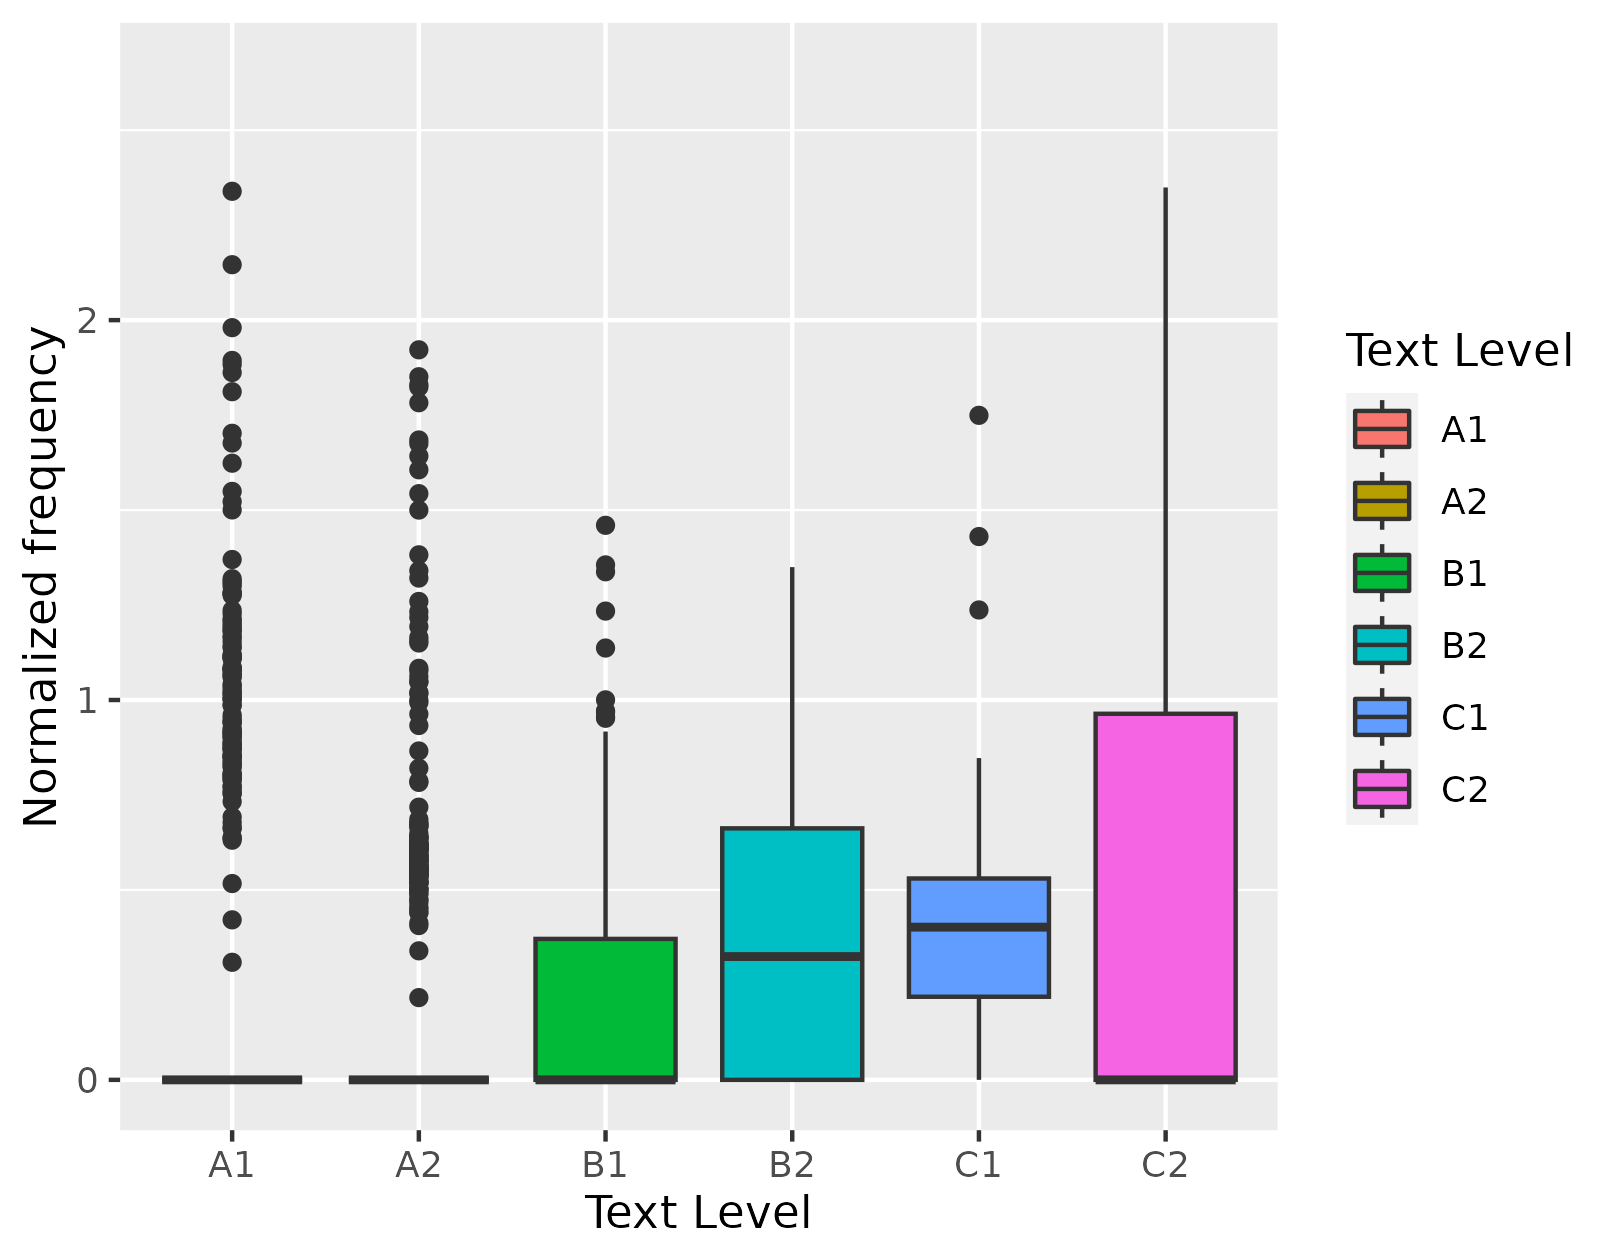 Normalized frequency
2
1
0
A1 A2 B1 B2 C1 C2
Text Level
Text Level
A1
A2
B1
B2
C1
C2